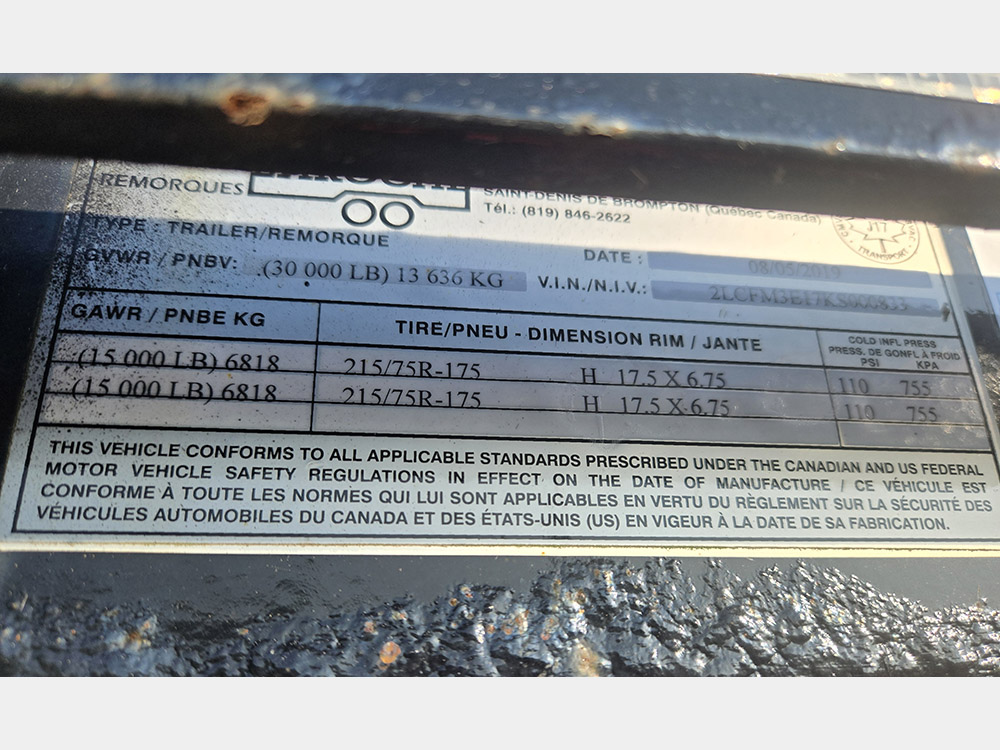 REMORQUES
SAINT-DENIS DE BROMPTON (Québec Canada)
Tél.: (819) 846-2622
J17
TRANSPORT
TYPE : TRAILER/REMORQUE
DATE : 08/05/2019
GVWR / PNBV: .(30 000 LB) 13 636 KG
V.I.N./N.I.V.:
GAWR / PNBE KG TIRE/PNEU - DIMENSION RIM / JANTE COLD INFL PRESS
PRESS. DE GONFL À FROID
PSI KPA
(15 000 LB) 6818 215/75R-175 H 17.5 X 6.75 110 755
(15 000 LB) 6818 215/75R-175 H 17.5 X 6.75 110 755
THIS VEHICLE CONFORMS TO ALL APPLICABLE STANDARDS PRESCRIBED UNDER THE CANADIAN AND US FEDERAL
MOTOR VEHICLE SAFETY REGULATIONS IN EFFECT ON THE DATE OF MANUFACTURE / CE VÉHICULE EST
CONFORME À TOUTE LES NORMES QUI LUI SONT APPLICABLES EN VERTU DU RÈGLEMENT SUR LA SÉCURITÉ DES
VÉHICULES AUTOMOBILES DU CANADA ET DES ÉTATS-UNIS (US) EN VIGEUR À LA DATE DE SA FABRICATION.